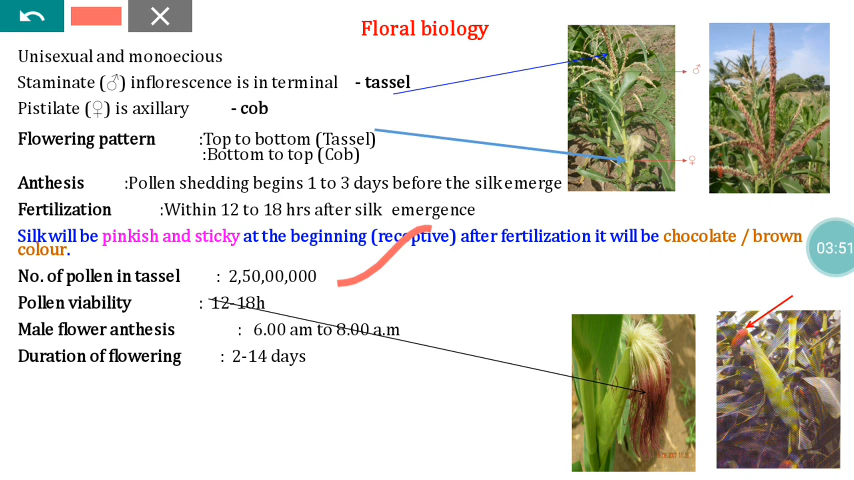 Floral biology
Unisexual and monoecious
Staminate (♂) inflorescence is in terminal - tassel
Pistilate (♀) is axillary - cob
Flowering pattern :Top to bottom (Tassel)
:Bottom to top (Cob)
Anthesis :Pollen shedding begins 1 to 3 days before the silk emerge
Fertilization :Within 12 to 18 hrs after silk emergence
Silk will be pinkish and sticky at the beginning (receptive) after fertilization it will be chocolate / brown
colour.
No. of pollen in tassel : 2,50,00,000
Pollen viability : 12-18h
Male flower anthesis : 6.00 am to 8.00 a.m
Duration of flowering : 2-14 days
♂
♀
03:51